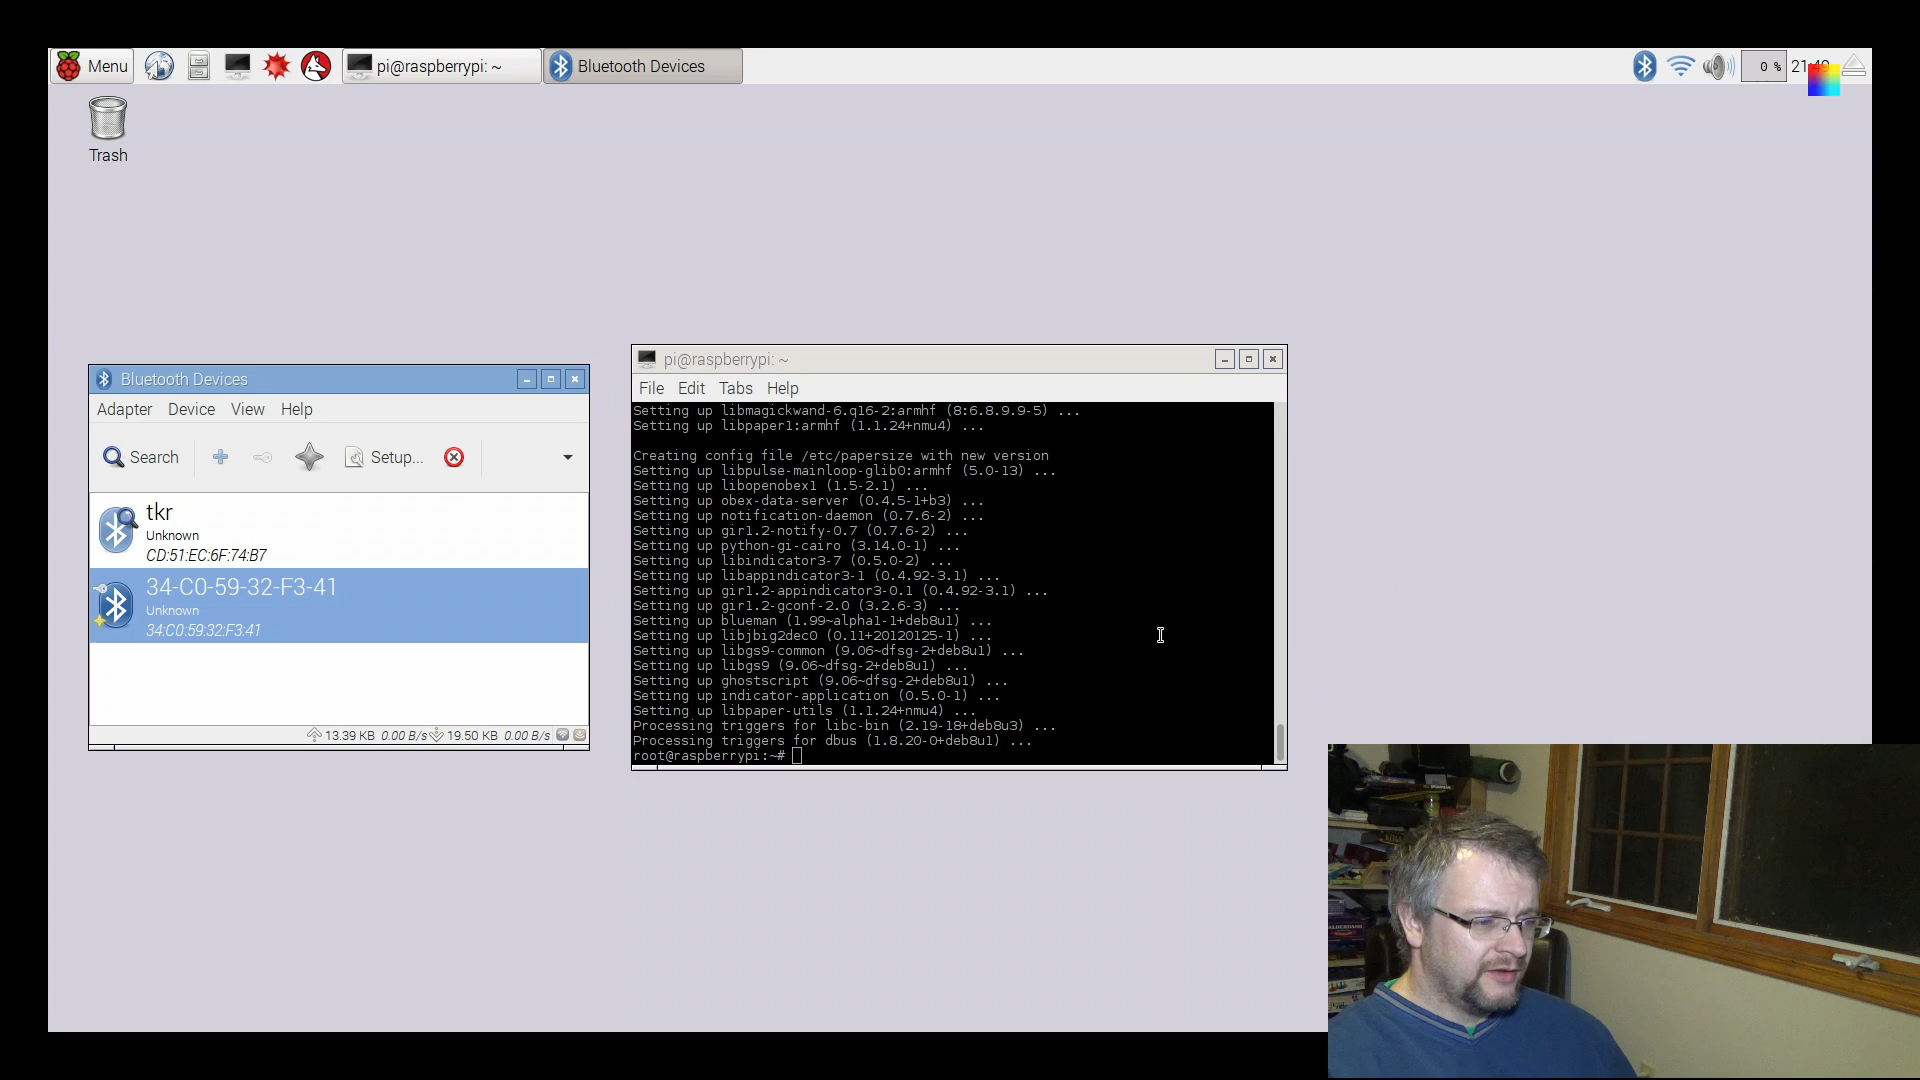 Menu
pi@raspberrypi: ~
Bluetooth Devices
0 %
21:49
Trash
Bluetooth Devices
Adapter Device View Help
Search
Setup...
tkr
Unknown
CD:51:EC:6F:74:B7
34-C0-59-32-F3-41
Unknown
34:C0:59:32:F3:41
13.39 KB 0.00 B/s 19.50 KB 0.00 B/s
pi@raspberrypi: ~
File Edit Tabs Help
Setting up libmagickwand-6.q16-2:armhf (8:6.8.9.9-5) ...
Setting up libpaper1:armhf (1.1.24+nmu4) ...
Creating config file /etc/papersize with new version
Setting up libpulse-mainloop-glib0:armhf (5.0-13) ...
Setting up libopenobex1 (1.5-2.1) ...
Setting up obex-data-server (0.4.5-1+b3) ...
Setting up notification-daemon (0.7.6-2) ...
Setting up gir1.2-notify-0.7 (0.7.6-2) ...
Setting up python-gi-cairo (3.14.0-1) ...
Setting up libindicator3-7 (0.5.0-2) ...
Setting up libappindicator3-1 (0.4.92-3.1) ...
Setting up gir1.2-appindicator3-0.1 (0.4.92-3.1) ...
Setting up gir1.2-gconf-2.0 (3.2.6-3) ...
Setting up blueman (1.99~alpha1-1+deb8u1) ...
Setting up libjbig2dec0 (0.11+20120125-1) ...
Setting up libgs9-common (9.06~dfsg-2+deb8u1) ...
Setting up libgs9 (9.06~dfsg-2+deb8u1) ...
Setting up ghostscript (9.06~dfsg-2+deb8u1) ...
Setting up indicator-application (0.5.0-1) ...
Setting up libpaper-utils (1.1.24+nmu4) ...
Processing triggers for libc-bin (2.19-18+deb8u3) ...
Processing triggers for dbus (1.8.20-0+deb8u1) ...
root@raspberrypi:~#